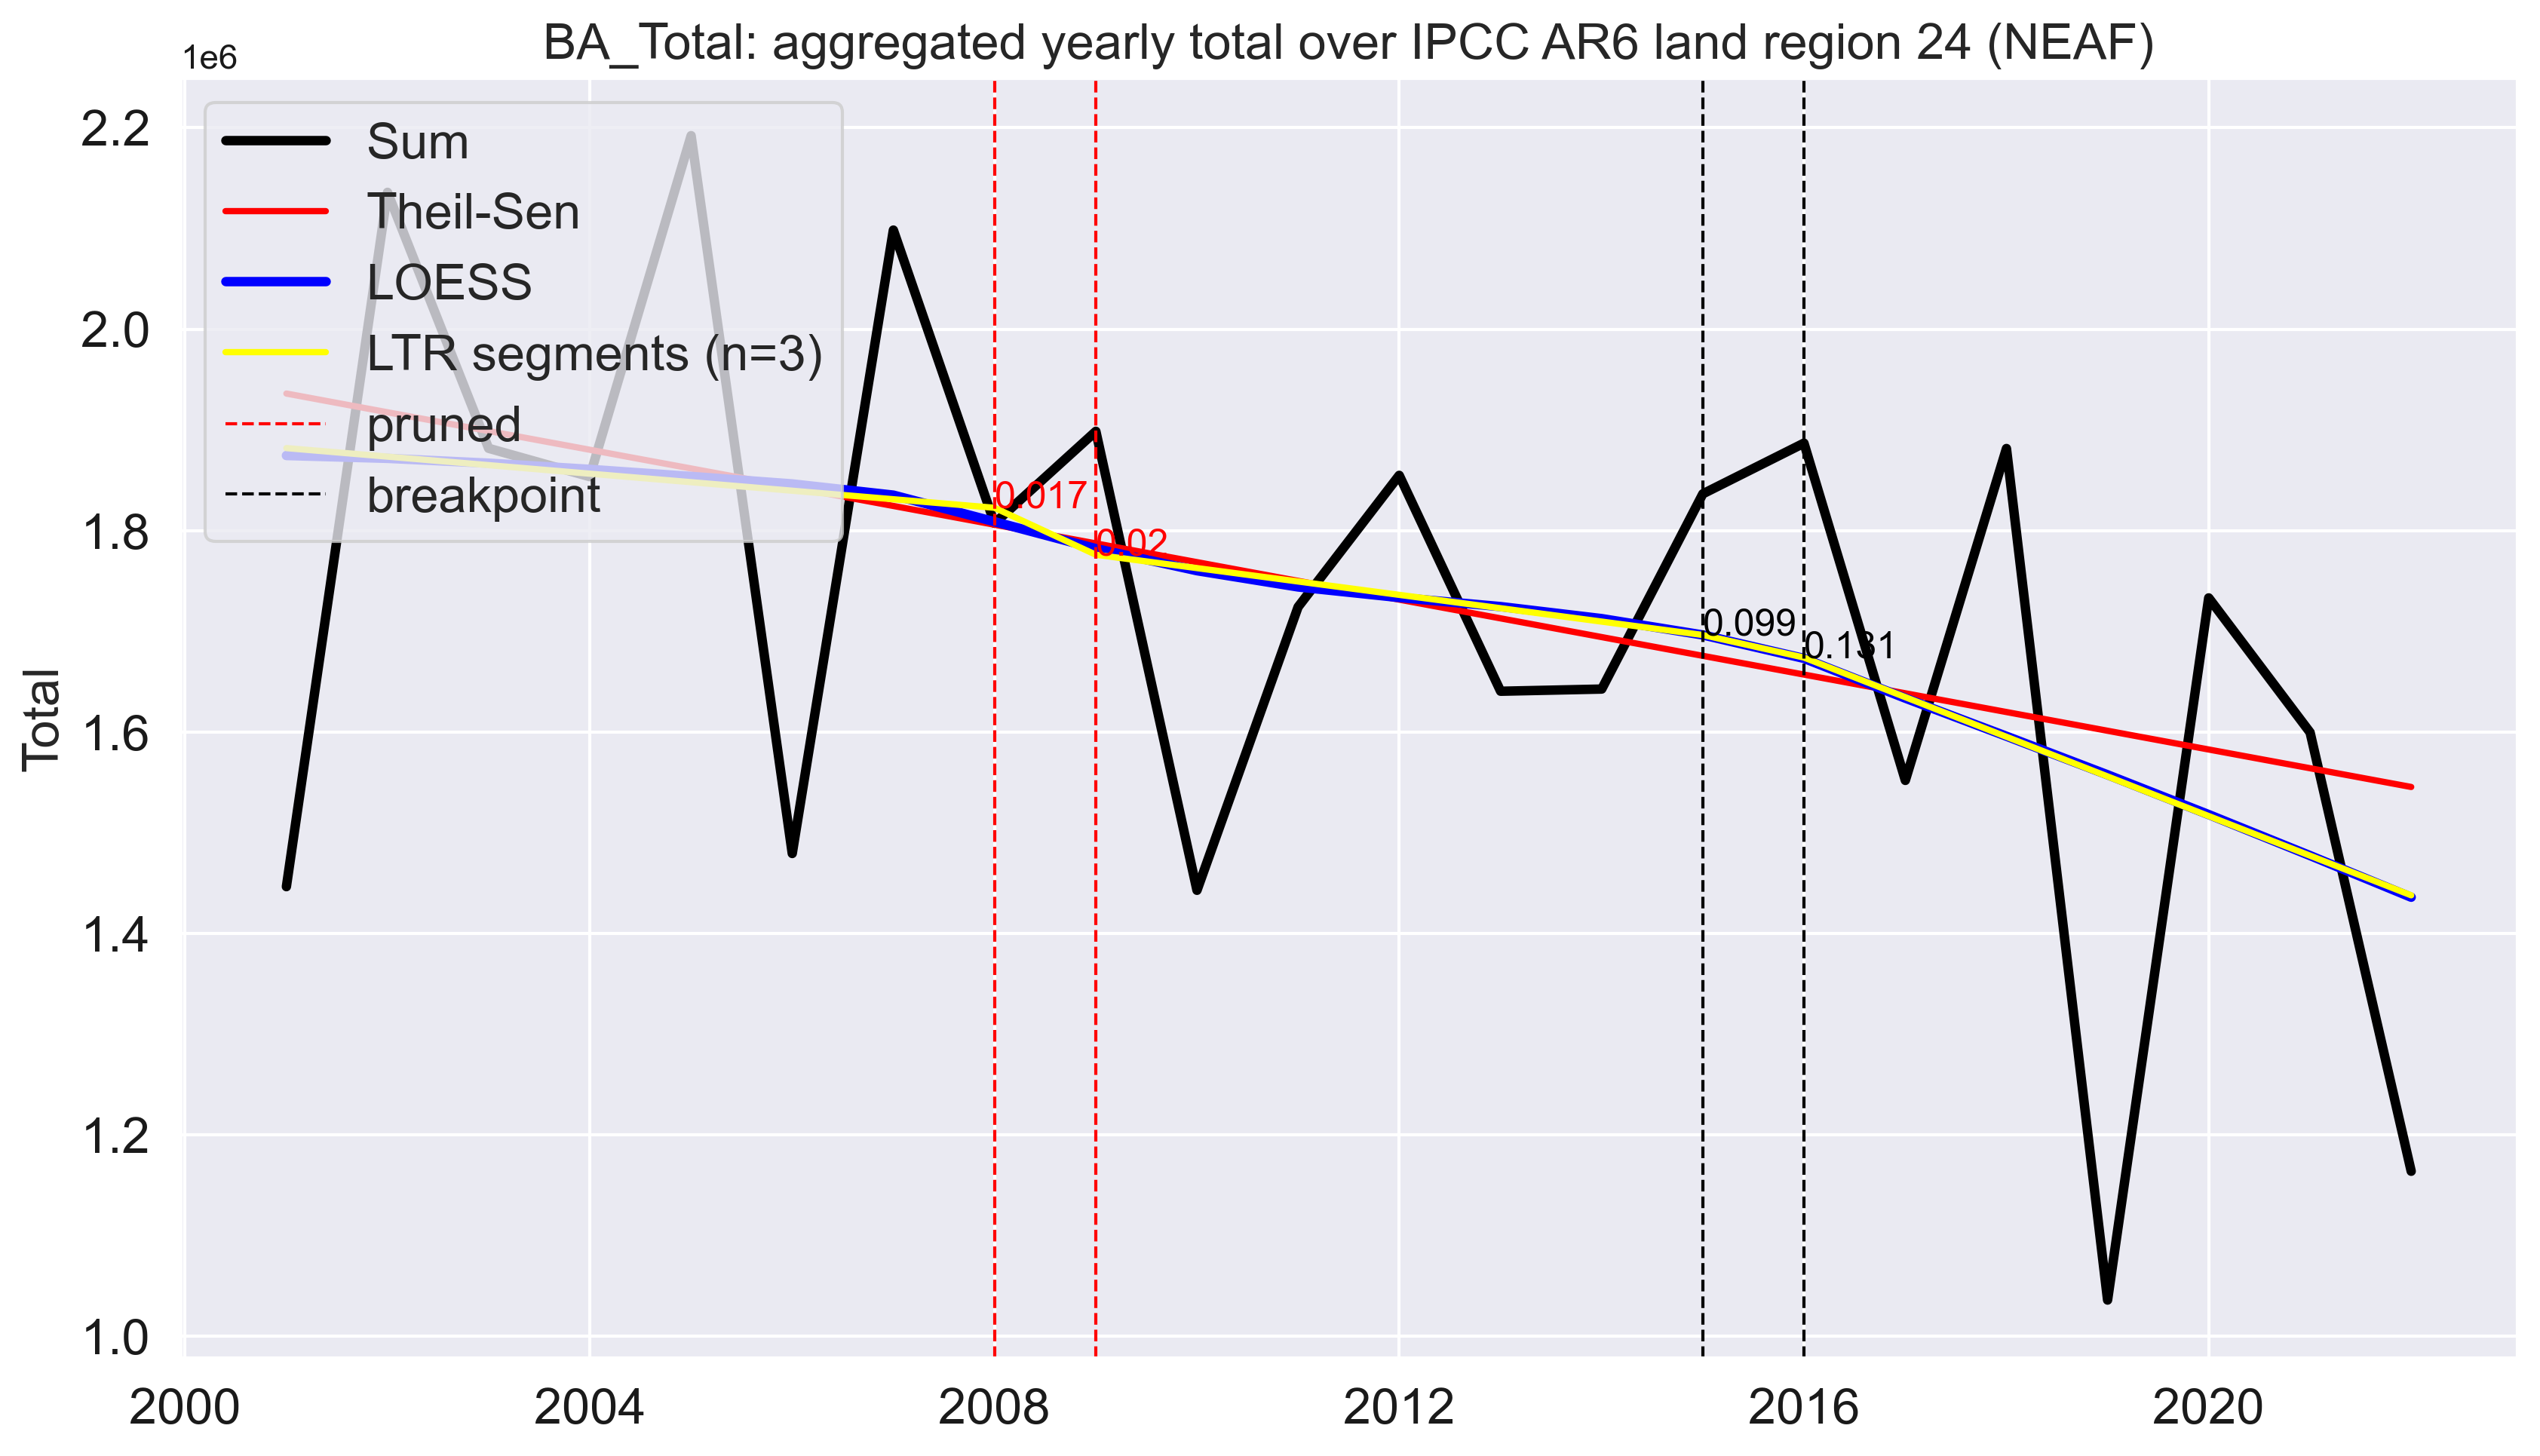 BA_Total: aggregated yearly total over IPCC AR6 land region 24 (NEAF)
1e6
2.2
2.0
1.8
1.6
1.4
1.2
1.0
Total
Sum
Theil-Sen
LOESS
LTR segments (n=3)
pruned
breakpoint
0.017
0.02
0.099
0.131
2000 2004 2008 2012 2016 2020